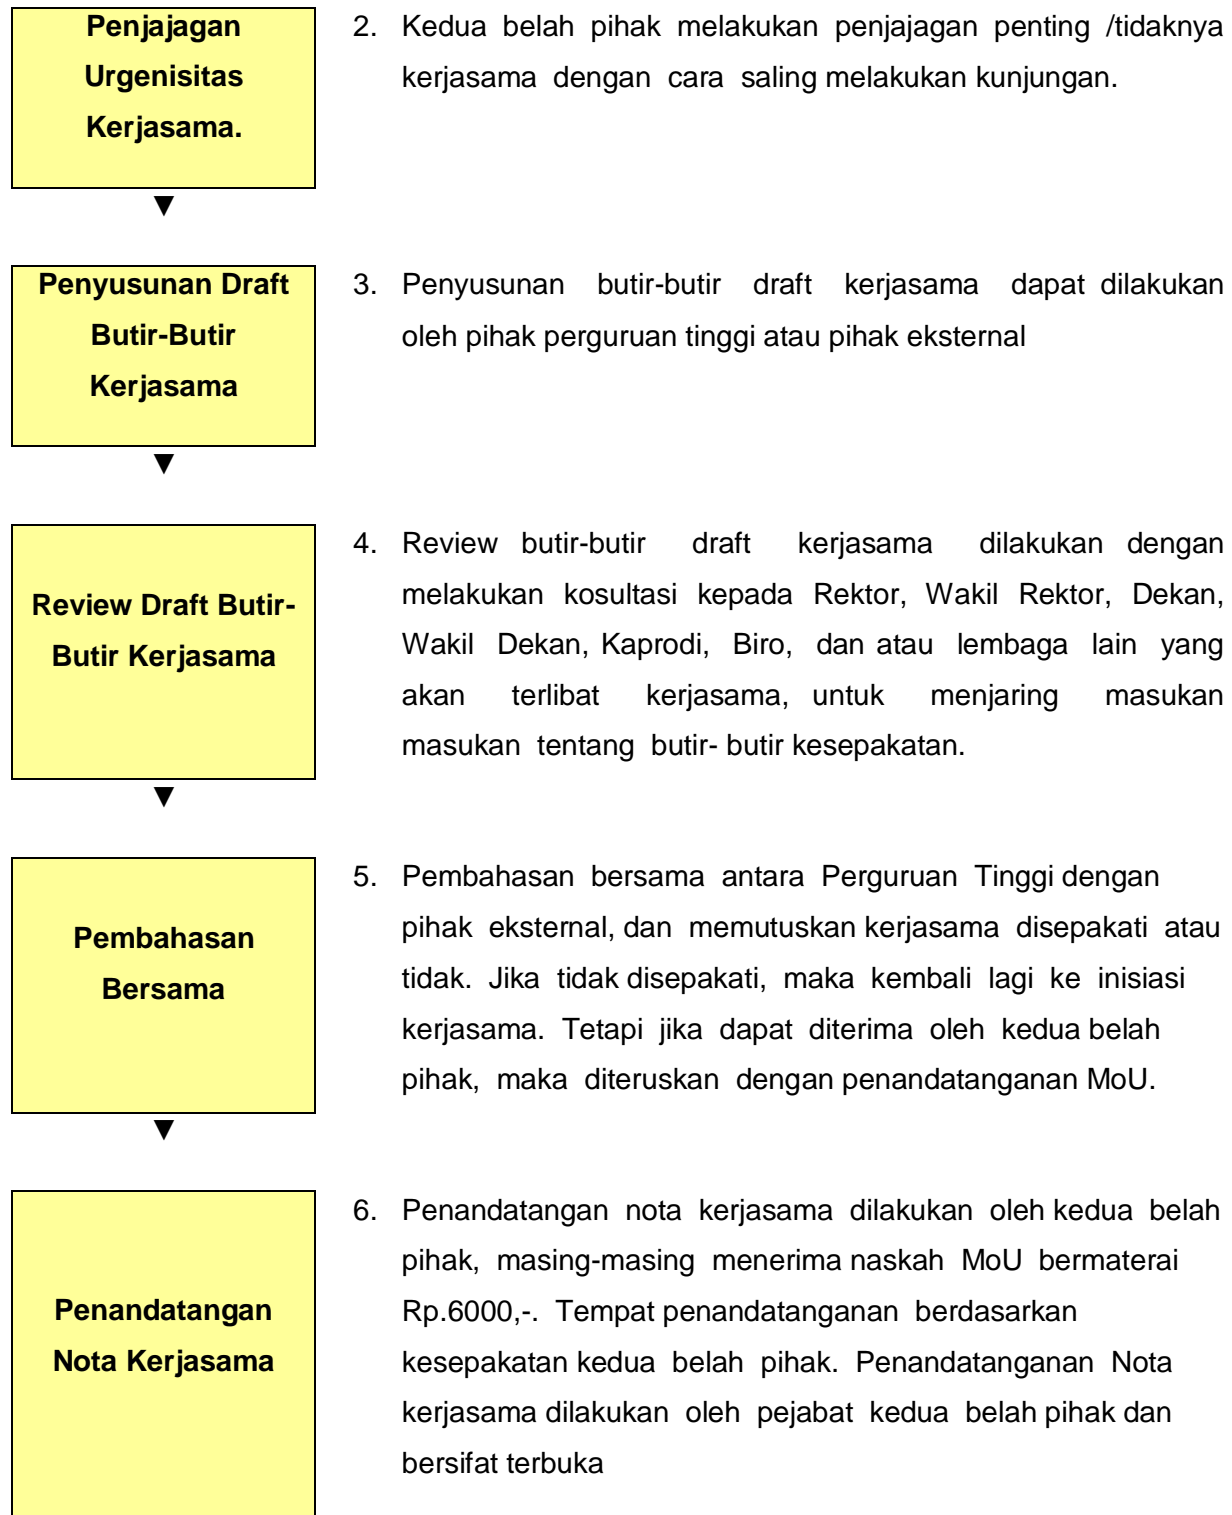 Penjajagan
Urgenisitas
Kerjasama.
2. Kedua belah pihak melakukan penjajagan penting /tidaknya
kerjasama dengan cara saling melakukan kunjungan.
▼
Penyusunan Draft
Butir-Butir
Kerjasama
3. Penyusunan butir-butir draft kerjasama dapat dilakukan
oleh pihak perguruan tinggi atau pihak eksternal
▼
Review Draft Butir-
Butir Kerjasama
4. Review butir-butir draft kerjasama dilakukan dengan
melakukan kosultasi kepada Rektor, Wakil Rektor, Dekan,
Wakil Dekan, Kaprodi, Biro, dan atau lembaga lain yang
akan terlibat kerjasama, untuk menjaring masukan
masukan tentang butir- butir kesepakatan.
▼
Pembahasan
Bersama
5. Pembahasan bersama antara Perguruan Tinggi dengan
pihak eksternal, dan memutuskan kerjasama disepakati atau
tidak. Jika tidak disepakati, maka kembali lagi ke inisiasi
kerjasama. Tetapi jika dapat diterima oleh kedua belah
pihak, maka diteruskan dengan penandatanganan MoU.
▼
Penandatangan
Nota Kerjasama
6. Penandatangan nota kerjasama dilakukan oleh kedua belah
pihak, masing-masing menerima naskah MoU bermaterai
Rp.6000,-. Tempat penandatanganan berdasarkan
kesepakatan kedua belah pihak. Penandatanganan Nota
kerjasama dilakukan oleh pejabat kedua belah pihak dan
bersifat terbuka